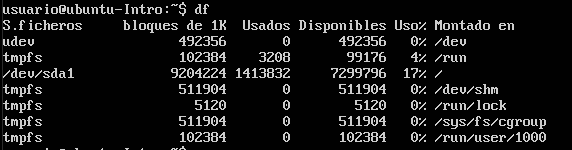 usuario@ubuntu-Intro:~$ df
S.ficheros     bloques de 1K  Usados Disponibles Uso% Montado en
udev                  492356       0      492356   0% /dev
tmpfs                 102384    3208       99176   4% /run
/dev/sda1            9204224 1413832     7299796  17% /
tmpfs                 511904       0      511904   0% /dev/shm
tmpfs                   5120       0        5120   0% /run/lock
tmpfs                 511904       0      511904   0% /sys/fs/cgroup
tmpfs                 102384       0      102384   0% /run/user/1000
usuario@ubuntu-Intro:~$